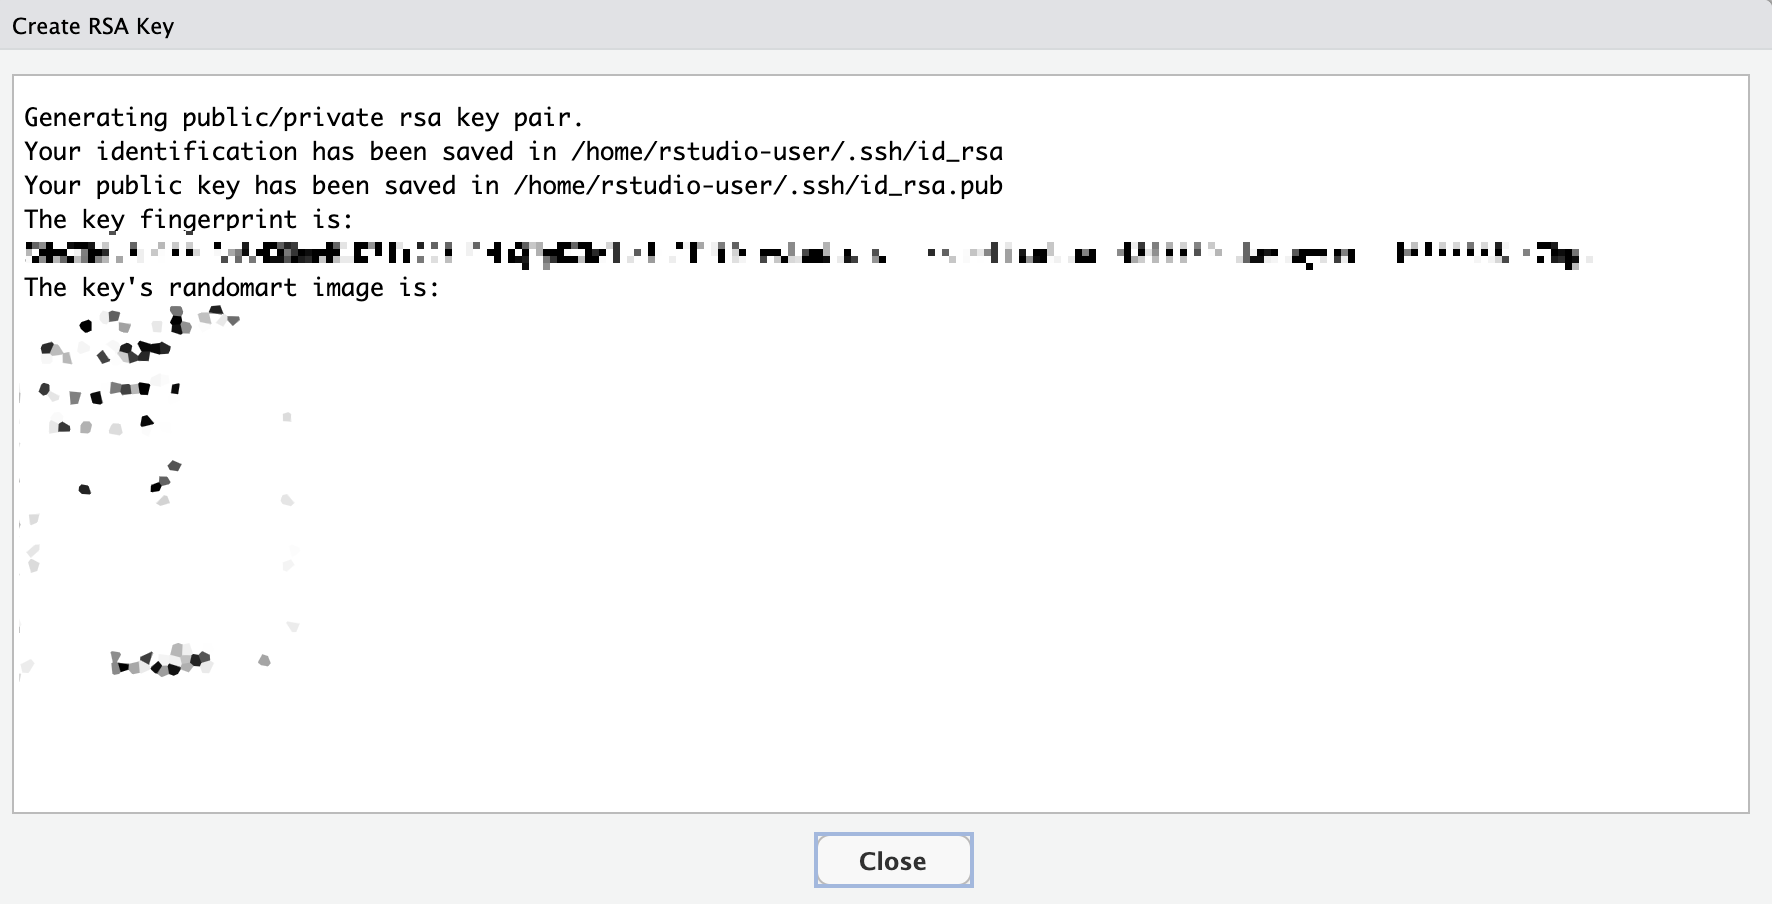 Create RSA Key
Generating public/private rsa key pair.
Your identification has been saved in /home/rstudio-user/.ssh/id_rsa
Your public key has been saved in /home/rstudio-user/.ssh/id_rsa.pub
The key fingerprint is:
The key's randomart image is:
Close